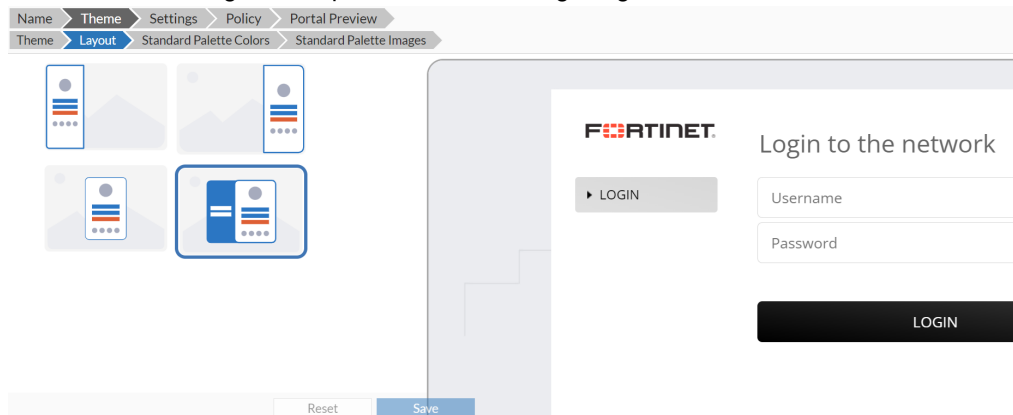 Name Theme Settings Policy Portal Preview
Theme Layout Standard Palette Colors Standard Palette Images
FORTINET
Login to the network
LOGIN
Username
Password
LOGIN
Reset Save